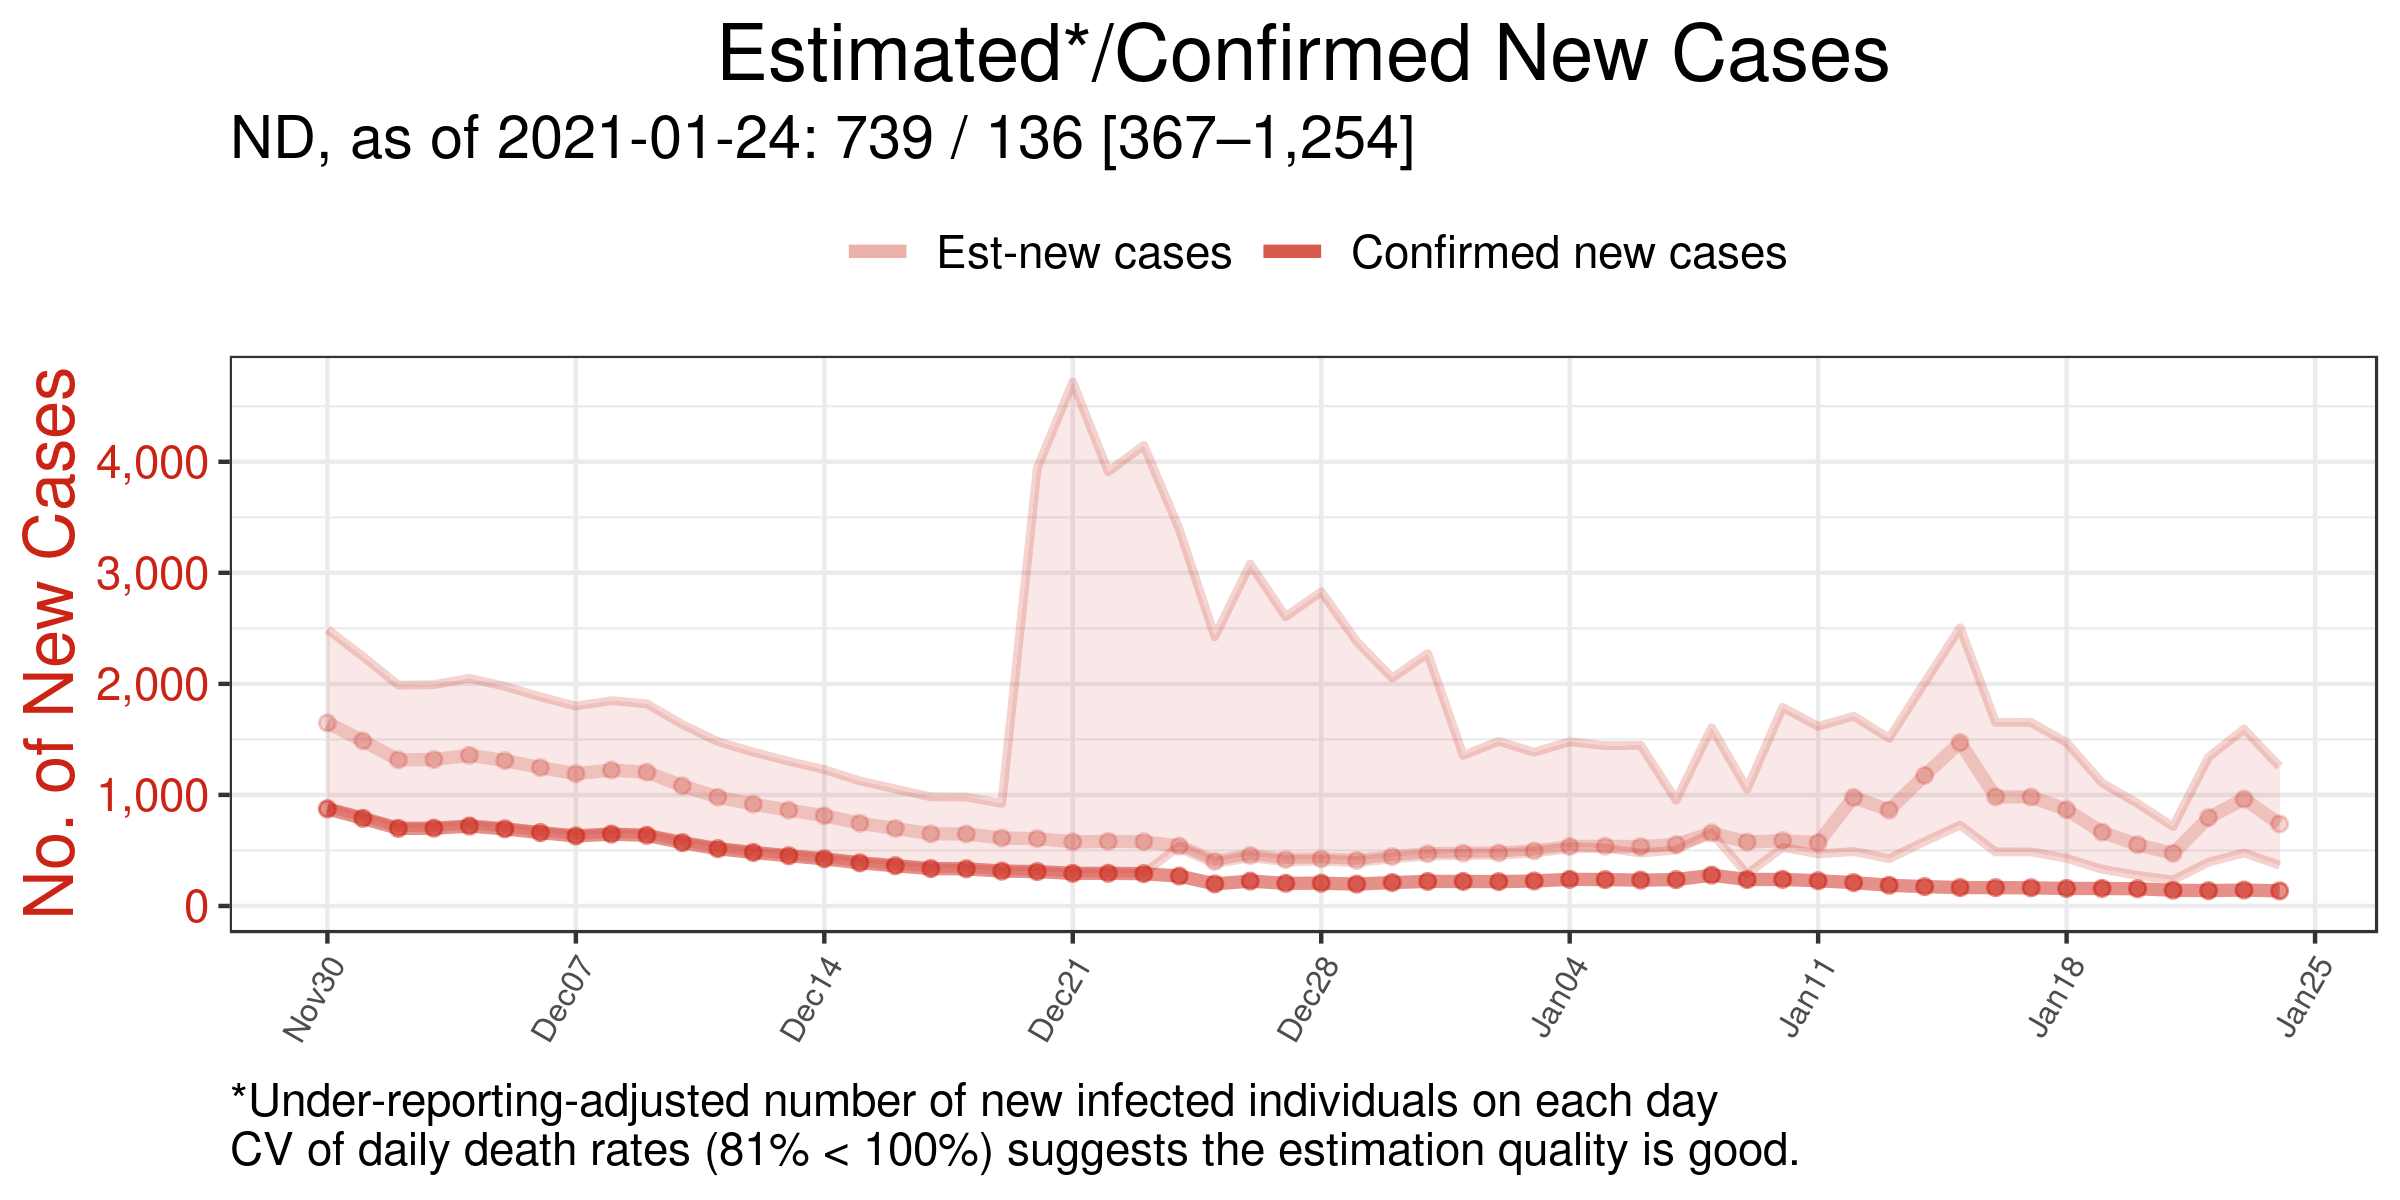 Estimated*/Confirmed New Cases
ND, as of 2021-01-24: 739 / 136 [367–1,254]
Est-new cases
Confirmed new cases
No. of New Cases
4,000
3,000
2,000
1,000
0
Nov30
Dec07
Dec14
Dec21
Dec28
Jan04
Jan11
Jan18
Jan25
*Under-reporting-adjusted number of new infected individuals on each day
CV of daily death rates (81% < 100%) suggests the estimation quality is good.